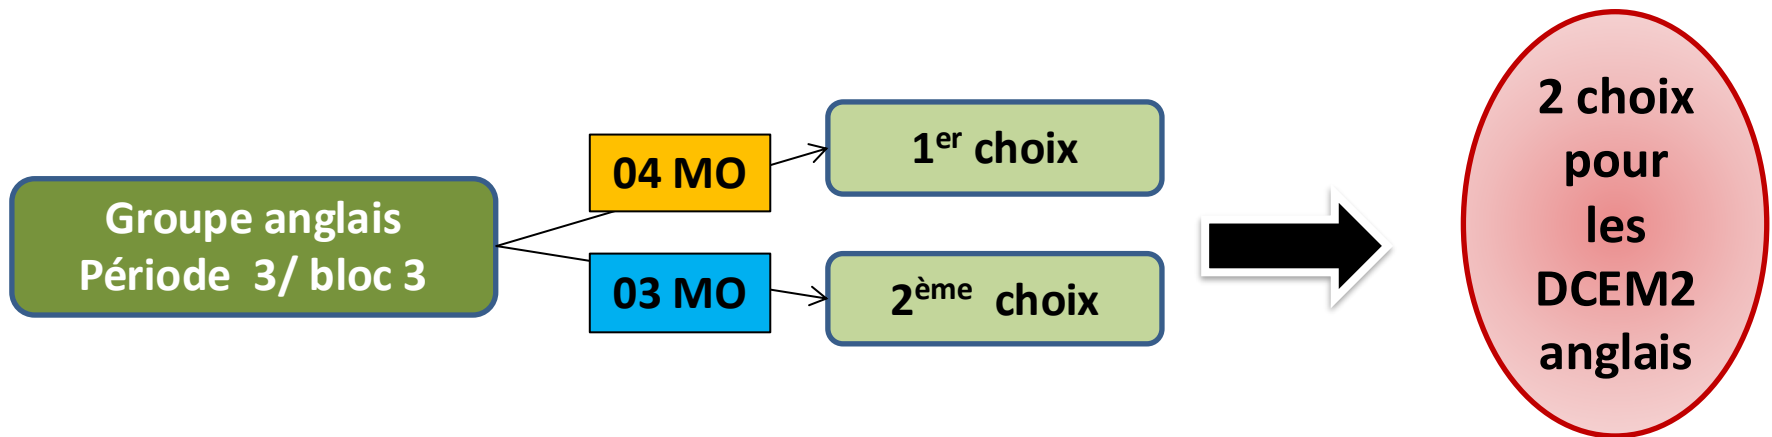 Groupe anglais
Période 3/ bloc 3
04 MO
03 MO
1er choix
2ème choix
2 choix
pour
les
DCEM2
anglais